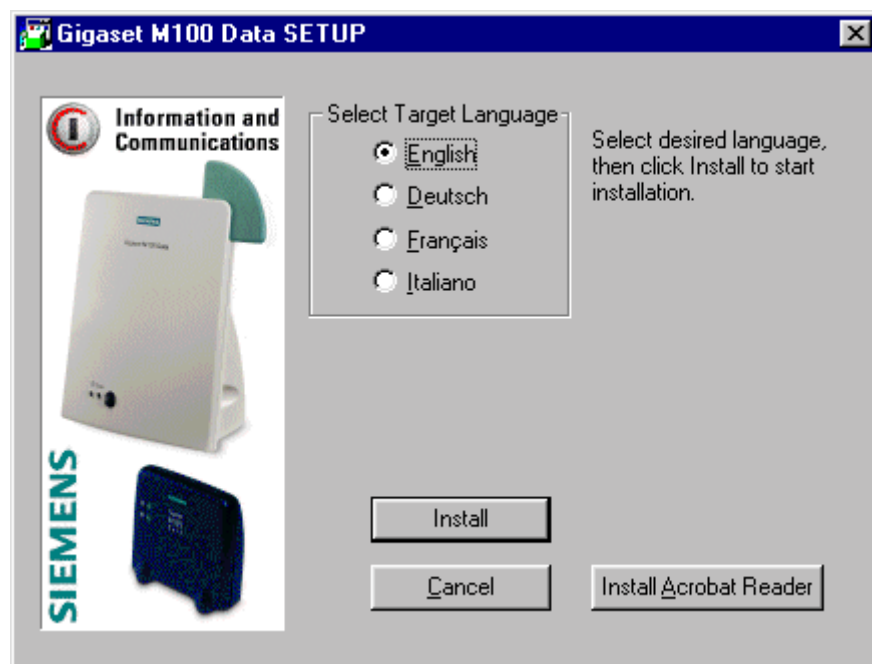 Gigaset M100 Data SETUP
Information and
Communications
Select Target Language
English
Deutsch
Français
Italiano
Select desired language,
then click Install to start
installation.
SIEMENS
Install
Cancel
Install Acrobat Reader